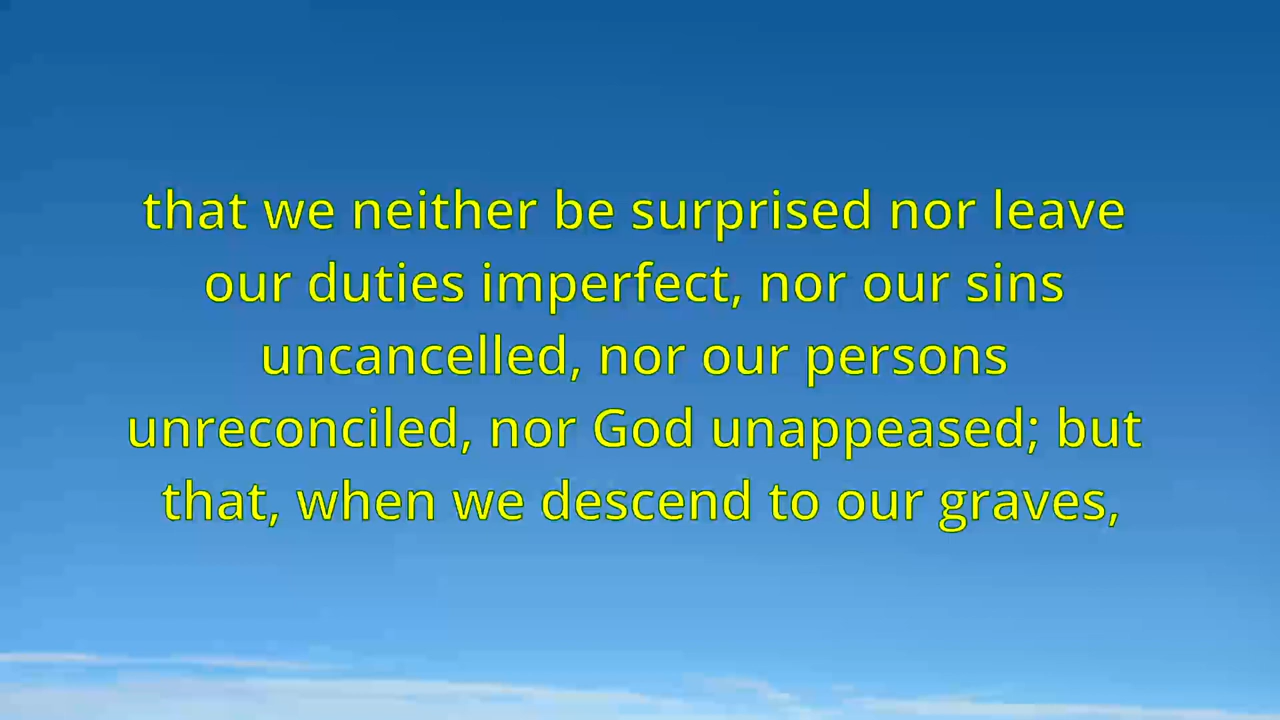 that we neither be surprised nor leave
our duties imperfect, nor our sins
uncancelled, nor our persons
unreconciled, nor God unappeased; but
that, when we descend to our graves,